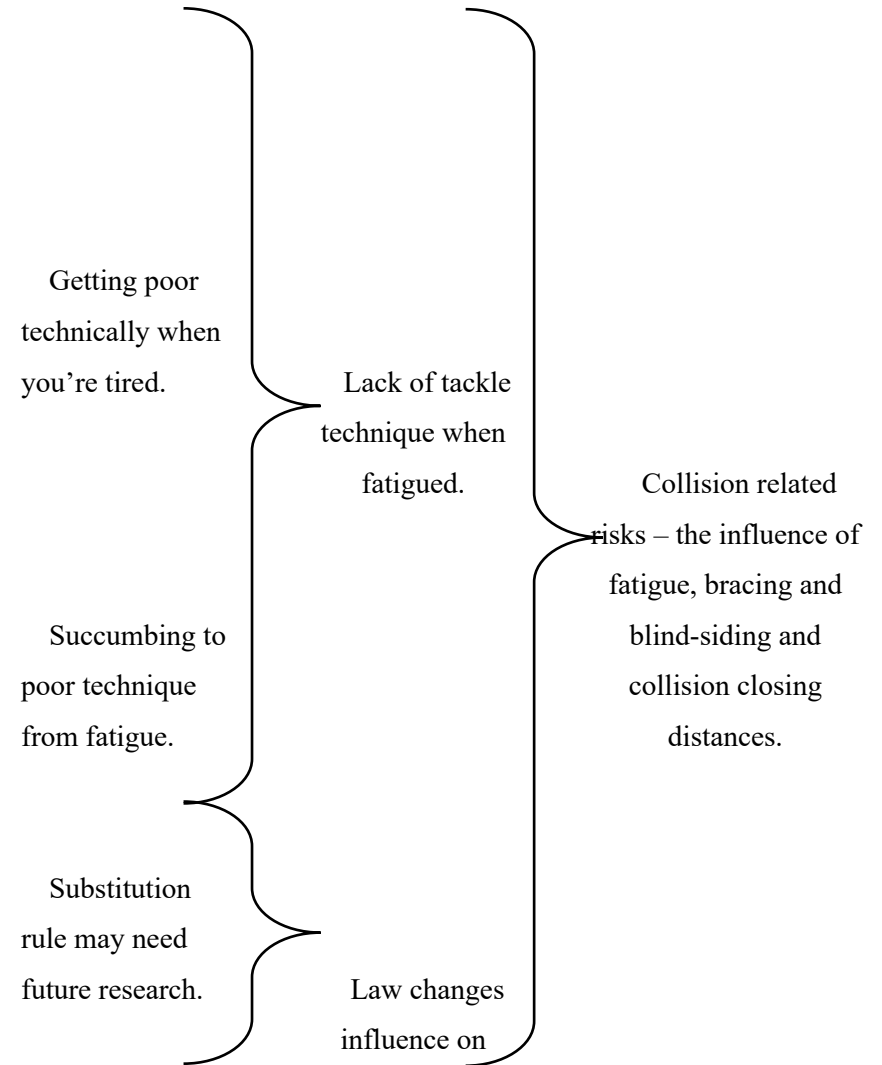 Getting poor
technically when
you’re tired.
Succumbing to
poor technique
from fatigue.
Substitution
rule may need
future research.
Lack of tackle
technique when
fatigued.
Law changes
influence on
Collision related
risks – the influence of
fatigue, bracing and
blind-siding and
collision closing
distances.